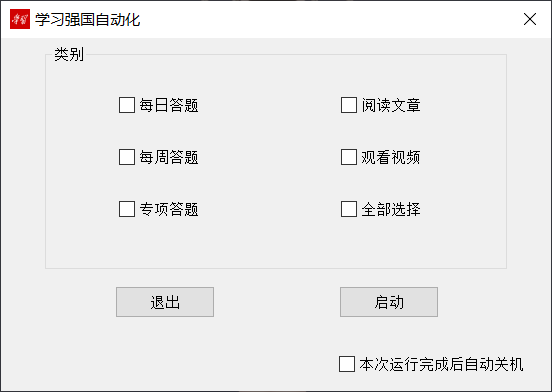 学习强国自动化
类别
每日答题 阅读文章
每周答题 观看视频
专项答题 全部选择
退出 启动
本次运行完成后自动关机